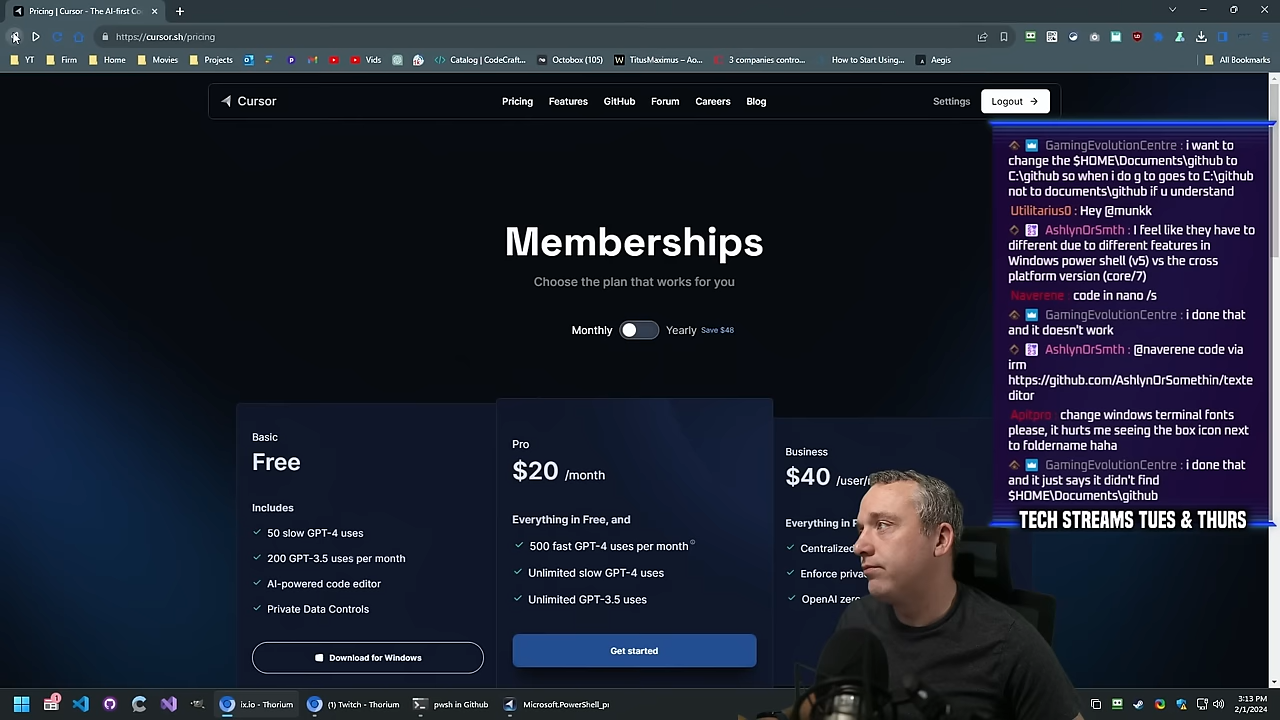 Pricing | Cursor - The AI-first Co
https://cursor.sh/pricing
YT
Firm
Home
Movies
Projects
Vids
Catalog | CodeCraft...
Octobox (105)
TitusMaximus – Ao...
3 companies contro...
How to Start Using...
Aegis
All Bookmarks
Cursor
Pricing
Features
GitHub
Forum
Careers
Blog
Settings
Logout →
Memberships
Choose the plan that works for you
Monthly
Yearly Save $48
Basic
Free
Includes
50 slow GPT-4 uses
200 GPT-3.5 uses per month
AI-powered code editor
Private Data Controls
Download for Windows
Pro
$20 /month
Everything in Free, and
500 fast GPT-4 uses per month
Unlimited slow GPT-4 uses
Unlimited GPT-3.5 uses
Get started
Business
$40 /user/
Everything in
Centralized
Enforce
OpenAI
GamingEvolutionCentre : i want to
change the $HOME\Documents\github to
C:\github so when i do g to goes to C:\github
not to documents\github if u understand
Utilitarius0 : Hey @munkk
AshlynOrSmth : I feel like they have to
different due to different features in
Windows power shell (v5) vs the cross
platform version (core/7)
Naverene : code in nano /s
GamingEvolutionCentre : i done that
and it doesn't work
AshlynOrSmth : @naverene code via
irm
https://github.com/AshlynOrSomethin/texte
ditor
Apitpro : change windows terminal fonts
please, it hurts me seeing the box icon next
to foldername haha
GamingEvolutionCentre : i done that
and it just says it didn't find
$HOME\Documents\github
TECH STREAMS TUES & THURS
1
ix.io - Thorium
(1) Twitch - Thorium
pwsh in Github
Microsoft.PowerShell_pr
3:13 PM
2/1/2024